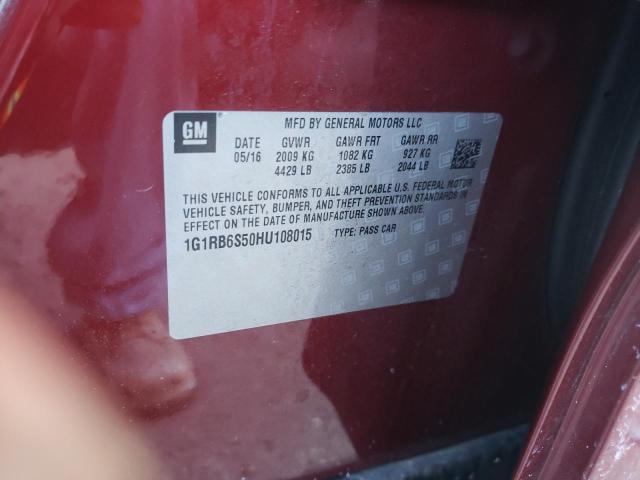 GM
MFD BY GENERAL MOTORS LLC
DATE GVWR GAWR FRT GAWR RR
05/16 2009 KG 1082 KG 927 KG
4429 LB 2385 LB 2044 LB
THIS VEHICLE CONFORMS TO ALL APPLICABLE U.S. FEDERAL MOTOR
VEHICLE SAFETY, BUMPER, AND THEFT PREVENTION STANDARDS IN
EFFECT ON THE DATE OF MANUFACTURE SHOWN ABOVE.
1G1RB6S50HU108015 TYPE: PASS CAR